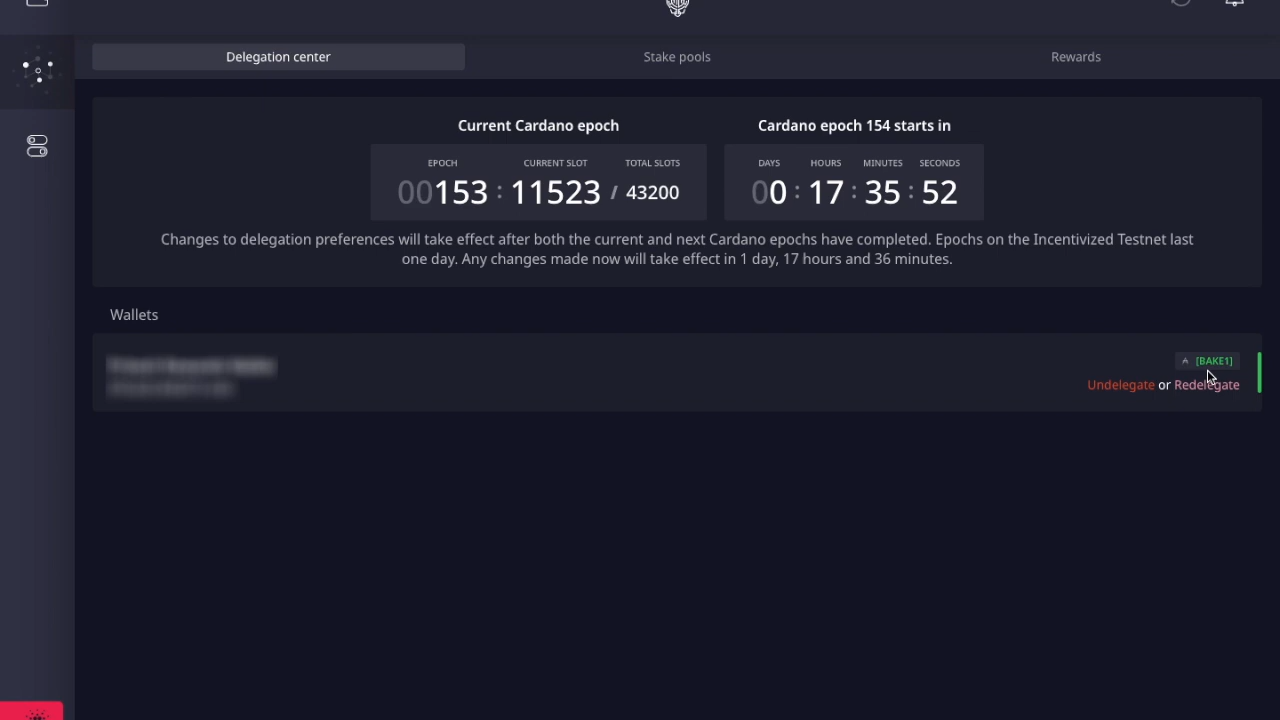 Delegation center
Stake pools
Rewards
Current Cardano epoch
EPOCH CURRENT SLOT TOTAL SLOTS
00153 : 11523 / 43200
Cardano epoch 154 starts in
DAYS HOURS MINUTES SECONDS
00 : 17 : 35 : 52
Changes to delegation preferences will take effect after both the current and next Cardano epochs have completed. Epochs on the Incentivized Testnet last
one day. Any changes made now will take effect in 1 day, 17 hours and 36 minutes.
Wallets
[BAKE1]
Undelegate or Redelegate